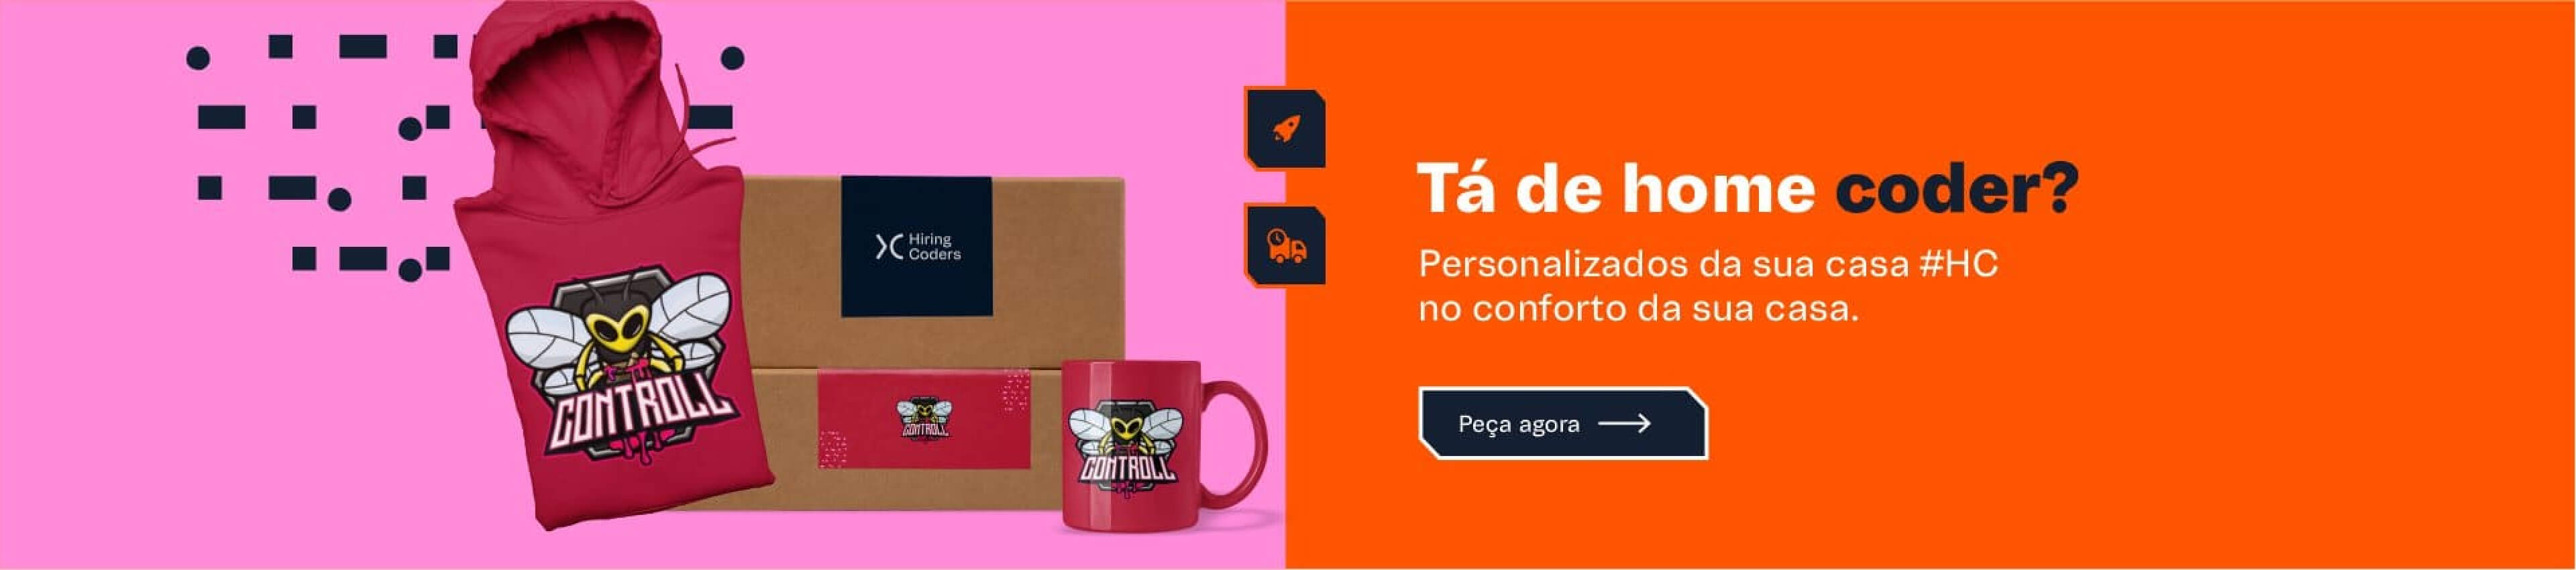 Hiring
Coders
CONTROLL
CONTROLL
CONTROLL
Tá de home coder?
Personalizados da sua casa #HC
no conforto da sua casa.
Peça agora